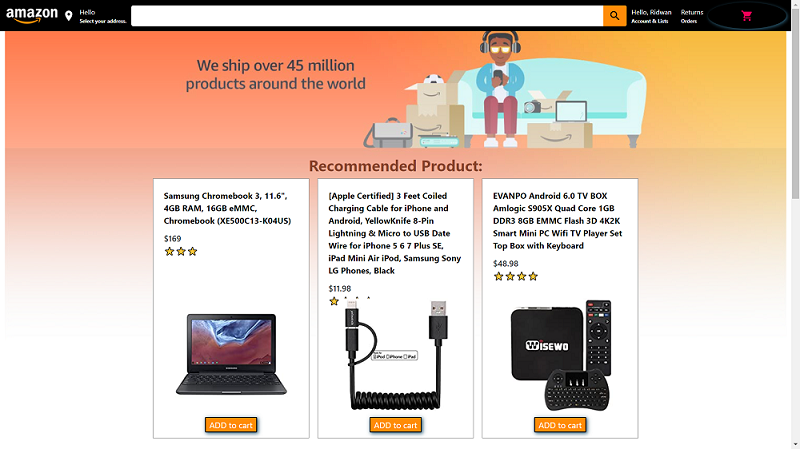 amazon
Hello
Select your address.
Hello, Ridwan
Account & Lists
Returns
Orders
We ship over 45 million
products around the world
Recommended Product:
Samsung Chromebook 3, 11.6",
4GB RAM, 16GB eMMC,
Chromebook (XE500C13-K04US)
$169
[Apple Certified] 3 Feet Coiled
Charging Cable for iPhone and
Android, YellowKnife 8-Pin
Lightning & Micro to USB Date
Wire for iPhone 5 6 7 Plus SE,
iPad Mini Air iPod, Samsung Sony
LG Phones, Black
$11.98
EVANPO Android 6.0 TV BOX
Amlogic S905X Quad Core 1GB
DDR3 8GB EMMC Flash 3D 4K2K
Smart Mini PC Wifi TV Player Set
Top Box with Keyboard
$48.98
SAMSUNG
iPod iPhone iPad
WISEWO
ADD to cart
ADD to cart
ADD to cart